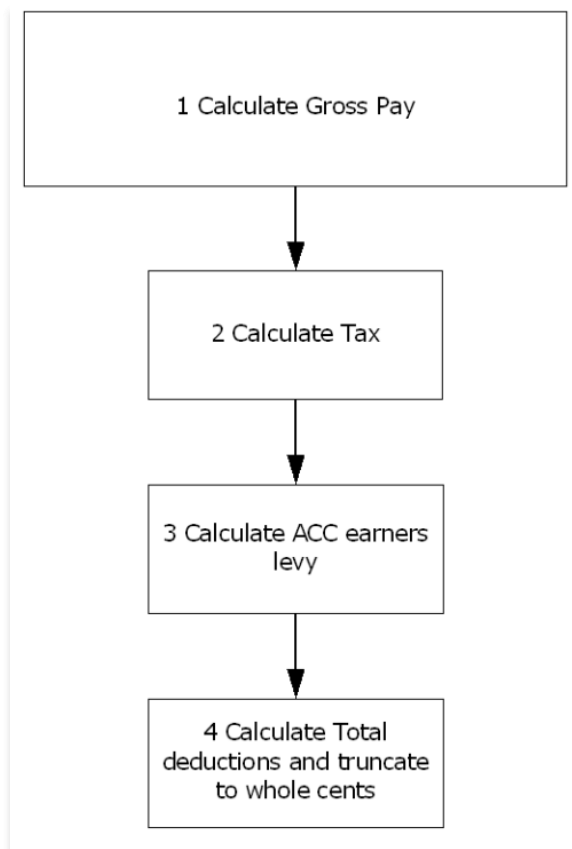 1 Calculate Gross Pay
2 Calculate Tax
3 Calculate ACC earners
levy
4 Calculate Total
deductions and truncate
to whole cents